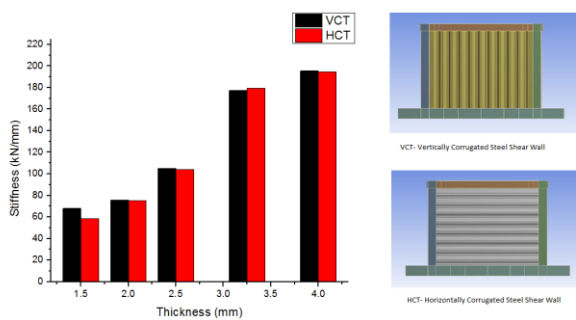 VCT
HCT
220
200
180
160
140
120
100
80
60
40
20
0
Stiffness (kN/mm)
1.5 2.0 2.5 3.0 3.5 4.0
Thickness (mm)
VCT- Vertically Corrugated Steel Shear Wall
HCT- Horizontally Corrugated Steel Shear Wall